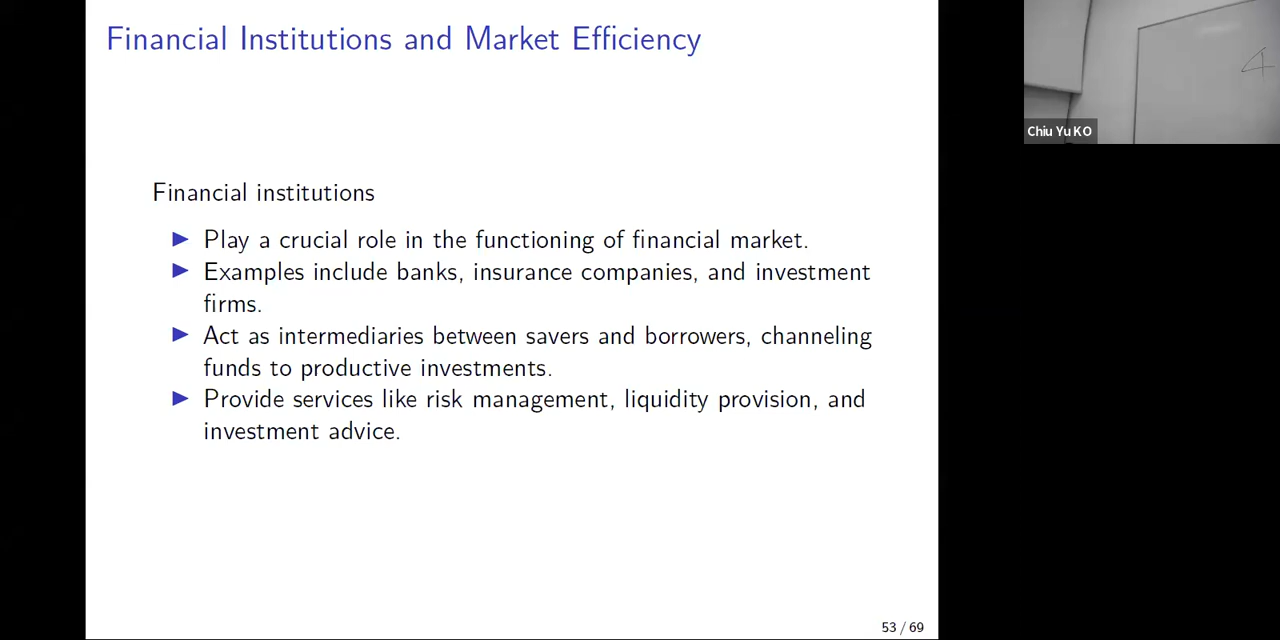 Financial Institutions and Market Efficiency
Financial institutions
Play a crucial role in the functioning of financial market.
Examples include banks, insurance companies, and investment
firms.
Act as intermediaries between savers and borrowers, channeling
funds to productive investments.
Provide services like risk management, liquidity provision, and
investment advice.
53 / 69
4
Chiu Yu KO